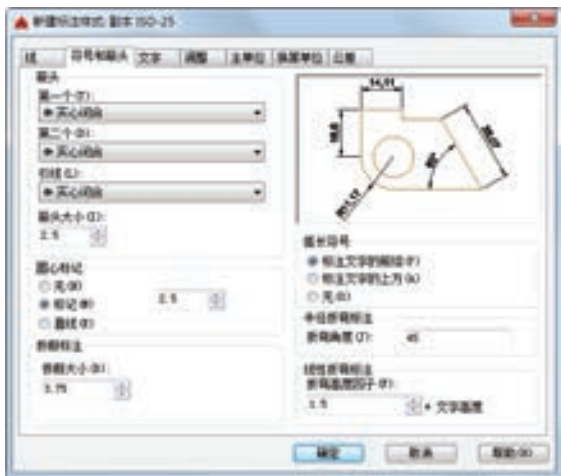 新建标注样式: 副本 ISO-25
线 符号和箭头 文字 调整 主单位 换算单位 公差
箭头
第一个(T):
实心闭合
第二个(D):
实心闭合
引线(L):
实心闭合
箭头大小(I):
2.5
圆心标记
无(N)
标记(M) 2.5
直线(E)
折断标注
折断大小(B):
3.75
14,11
60°
R11,17
弧长符号
标注文字的前缀(P)
标注文字的上方(A)
无(O)
半径折弯标注
折弯角度(J): 45
线性折弯标注
折弯高度因子(F):
1.5 * 文字高度
确定 取消 帮助(H)